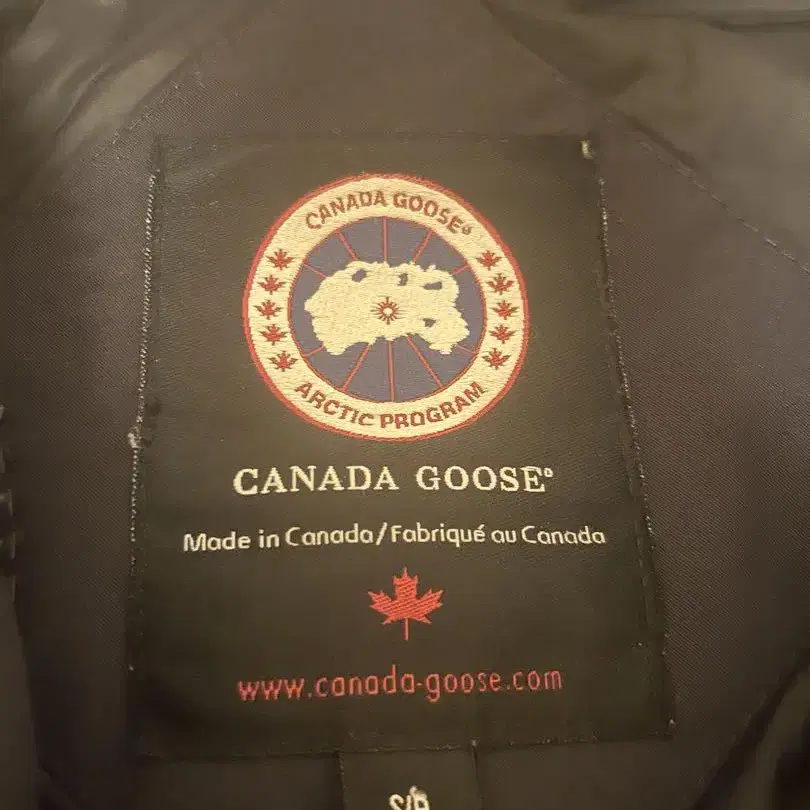 CANADA GOOSE®
ARCTIC PROGRAM
CANADA GOOSE®
Made in Canada/Fabriqué au Canada
www.canada-goose.com
S/P